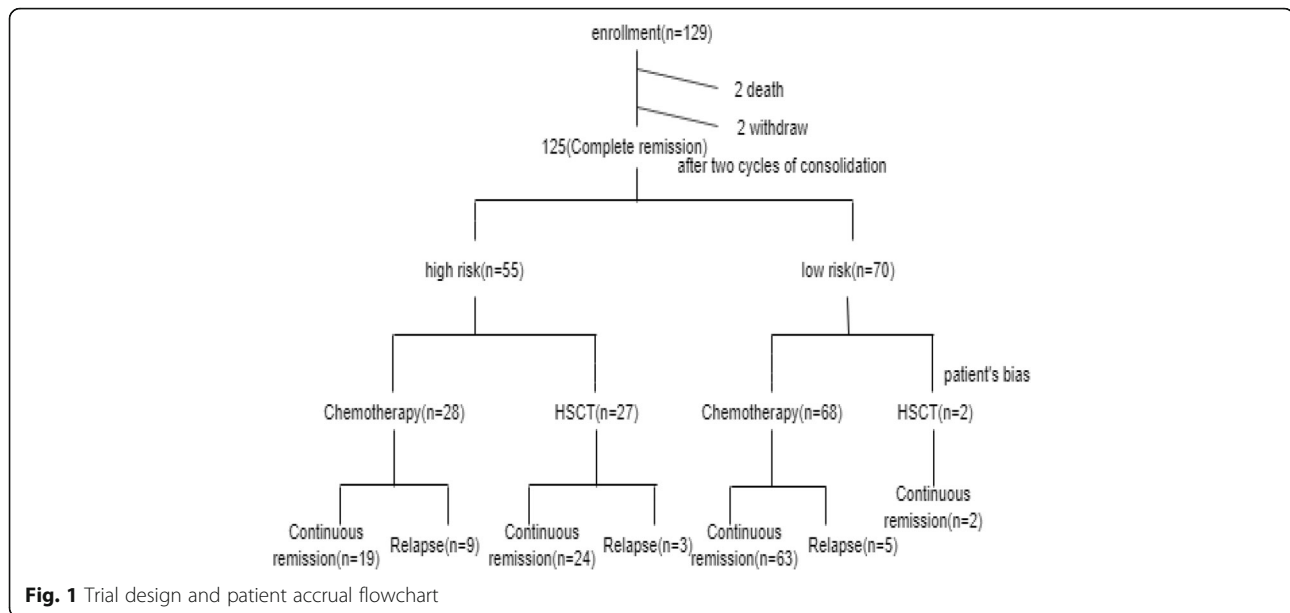 enrollment(n=129)
2 death
2 withdraw
125(Complete remission)
after two cycles of consolidation
high risk(n=55)
low risk(n=70)
patient's bias
Chemotherapy(n=28)
HSCT(n=27)
Chemotherapy(n=68)
HSCT(n=2)
Continuous
remission(n=19)
Relapse(n=9)
Continuous
remission(n=24)
Relapse(n=3)
Continuous
remission(n=63)
Relapse(n=5)
Continuous
remission(n=2)
Fig. 1 Trial design and patient accrual flowchart